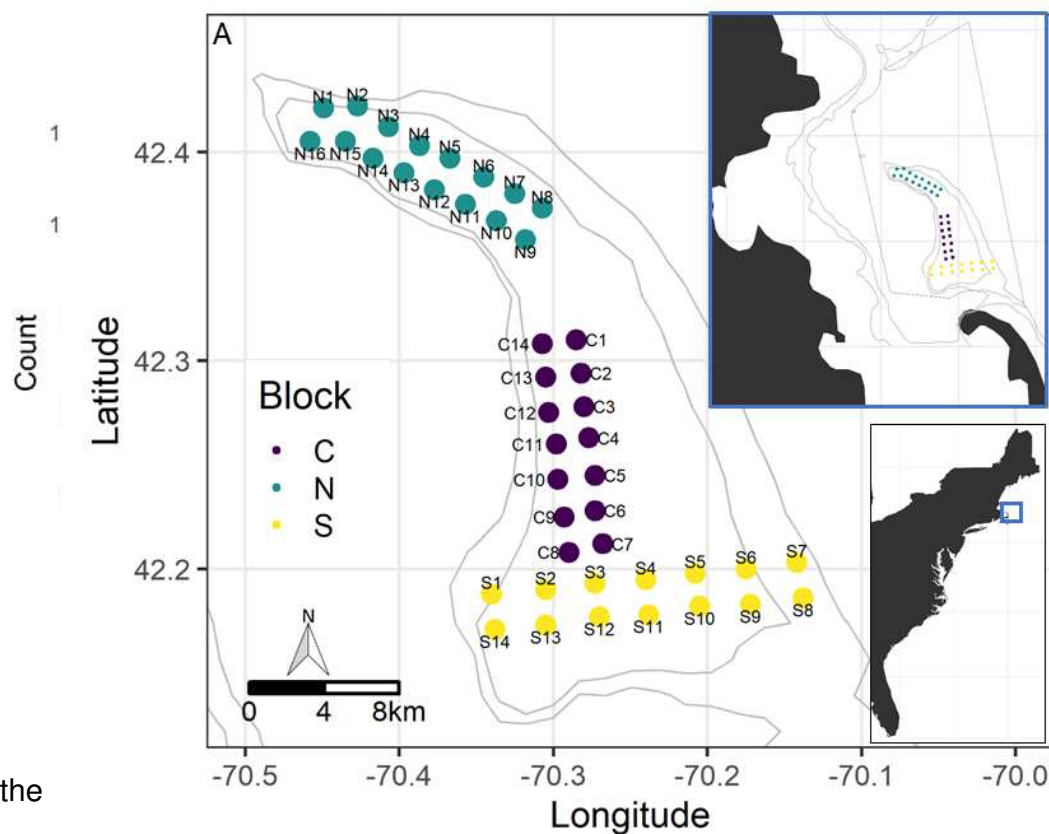 A
N1 N2
N3
N4
N5
N6
N7
N8
N16 N15
N14
N13
N12
N11
N10
N9
1
1
Count
Latitude
42.4
42.3
42.2
C14 C1
C13 C2
C12 C3
C11 C4
C10 C5
C9 C6
C8 C7
Block
C
N
S
S1 S2 S3 S4 S5 S6 S7
S14 S13 S12 S11 S10 S9 S8
N
0 4 8km
-70.5 -70.4 -70.3 -70.2 -70.1 -70.0
Longitude
the